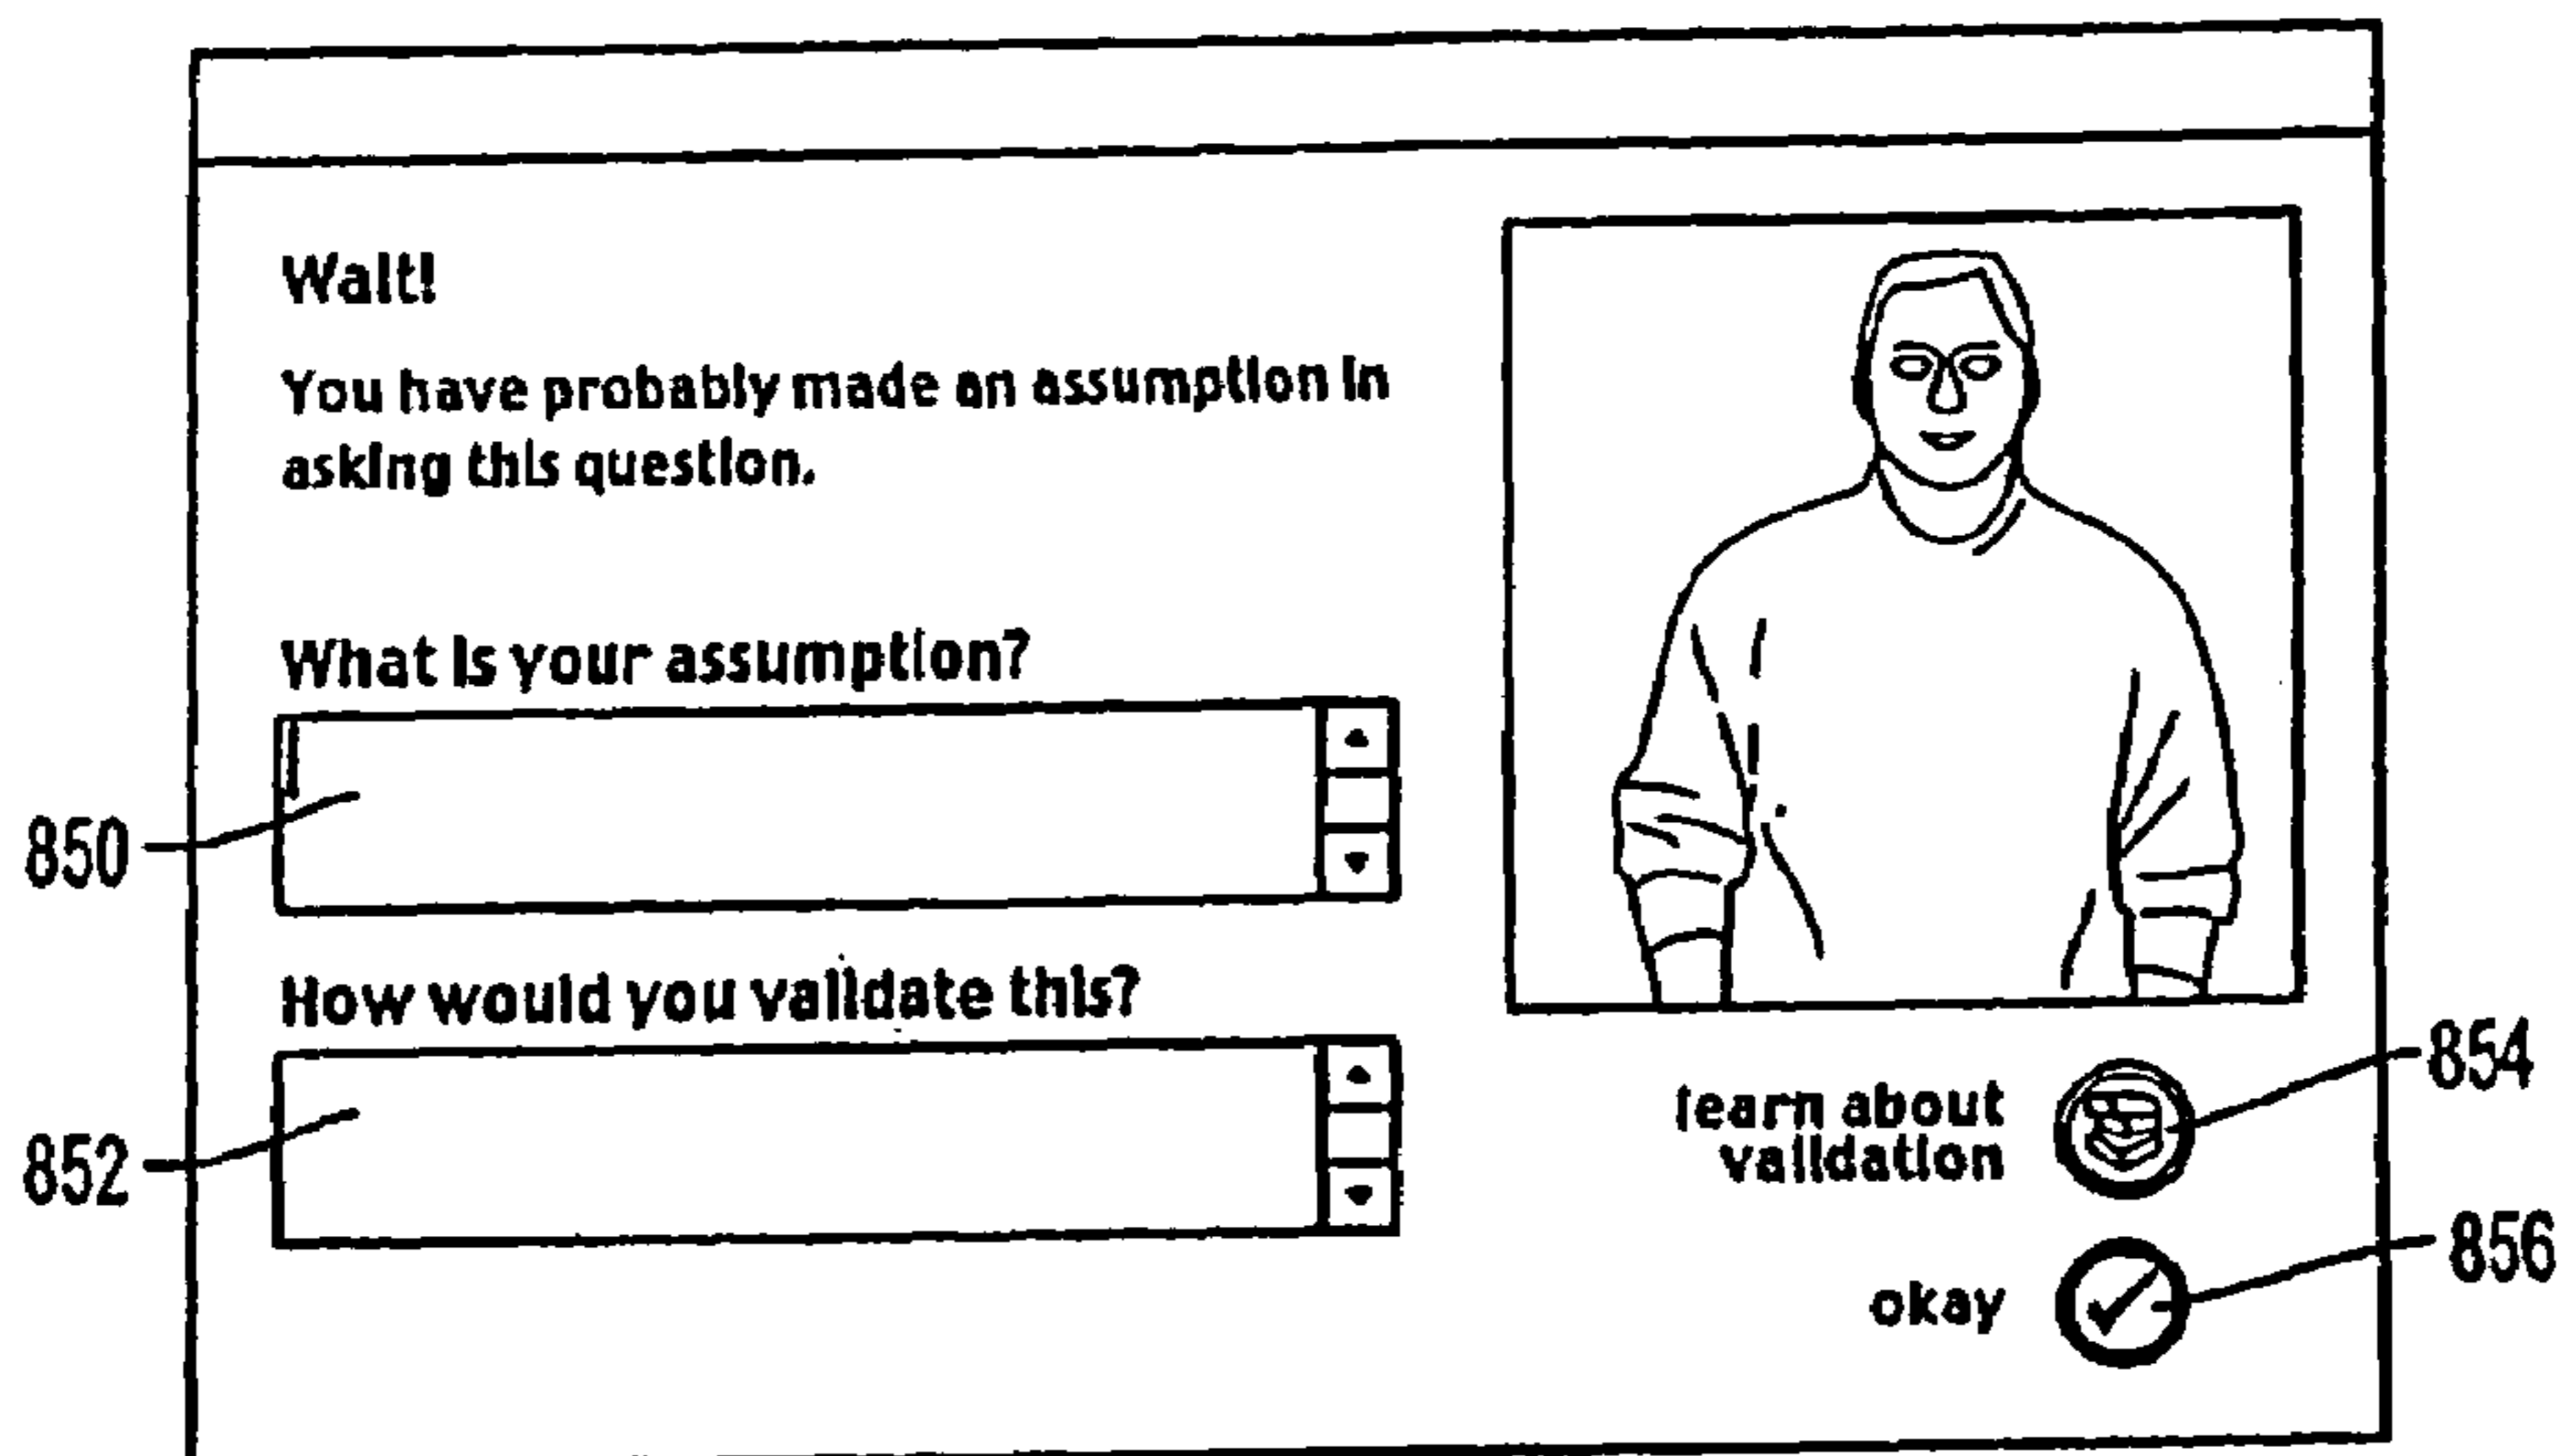 Wait!
You have probably made an assumption in
asking this question.
What is your assumption?
850
How would you validate this?
852
learn about
validation
854
okay
856